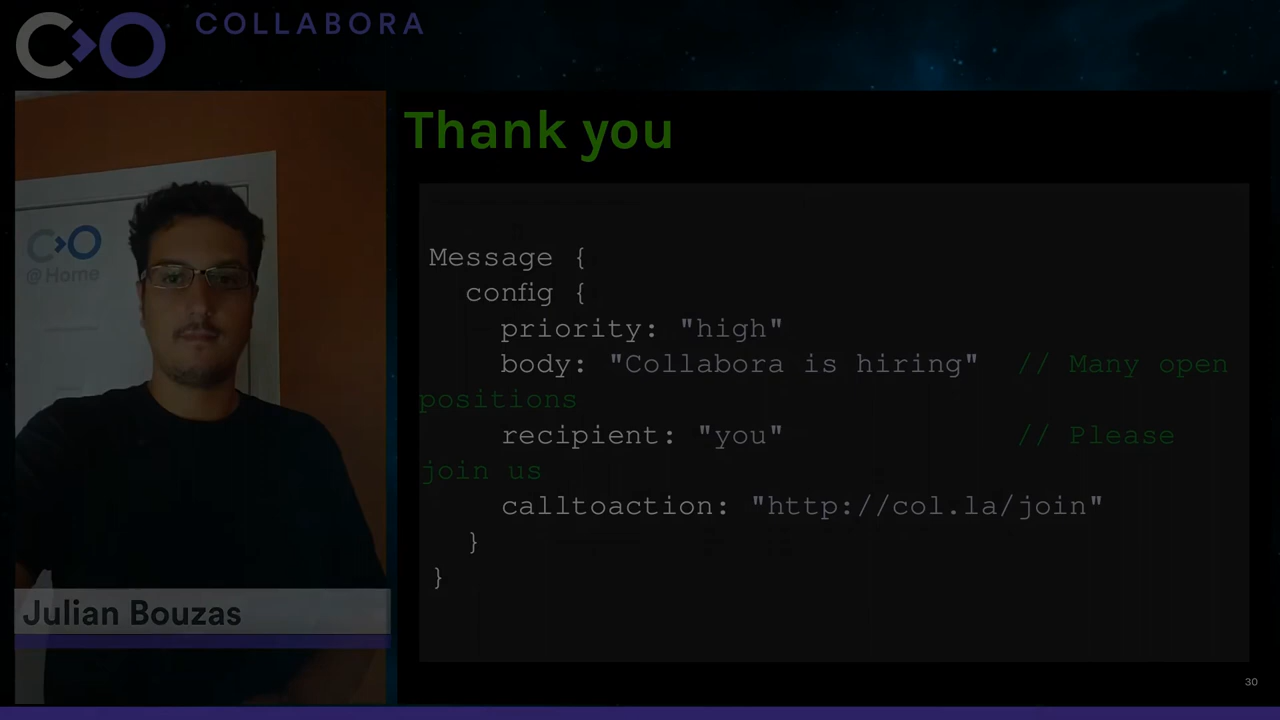 COLLABORA
@Home
Thank you
Message {
config {
priority: "high"
body: "Collabora is hiring" // Many open
positions
recipient: "you" // Please
join us
calltoaction: "http://col.la/join"
}
}
Julian Bouzas
30